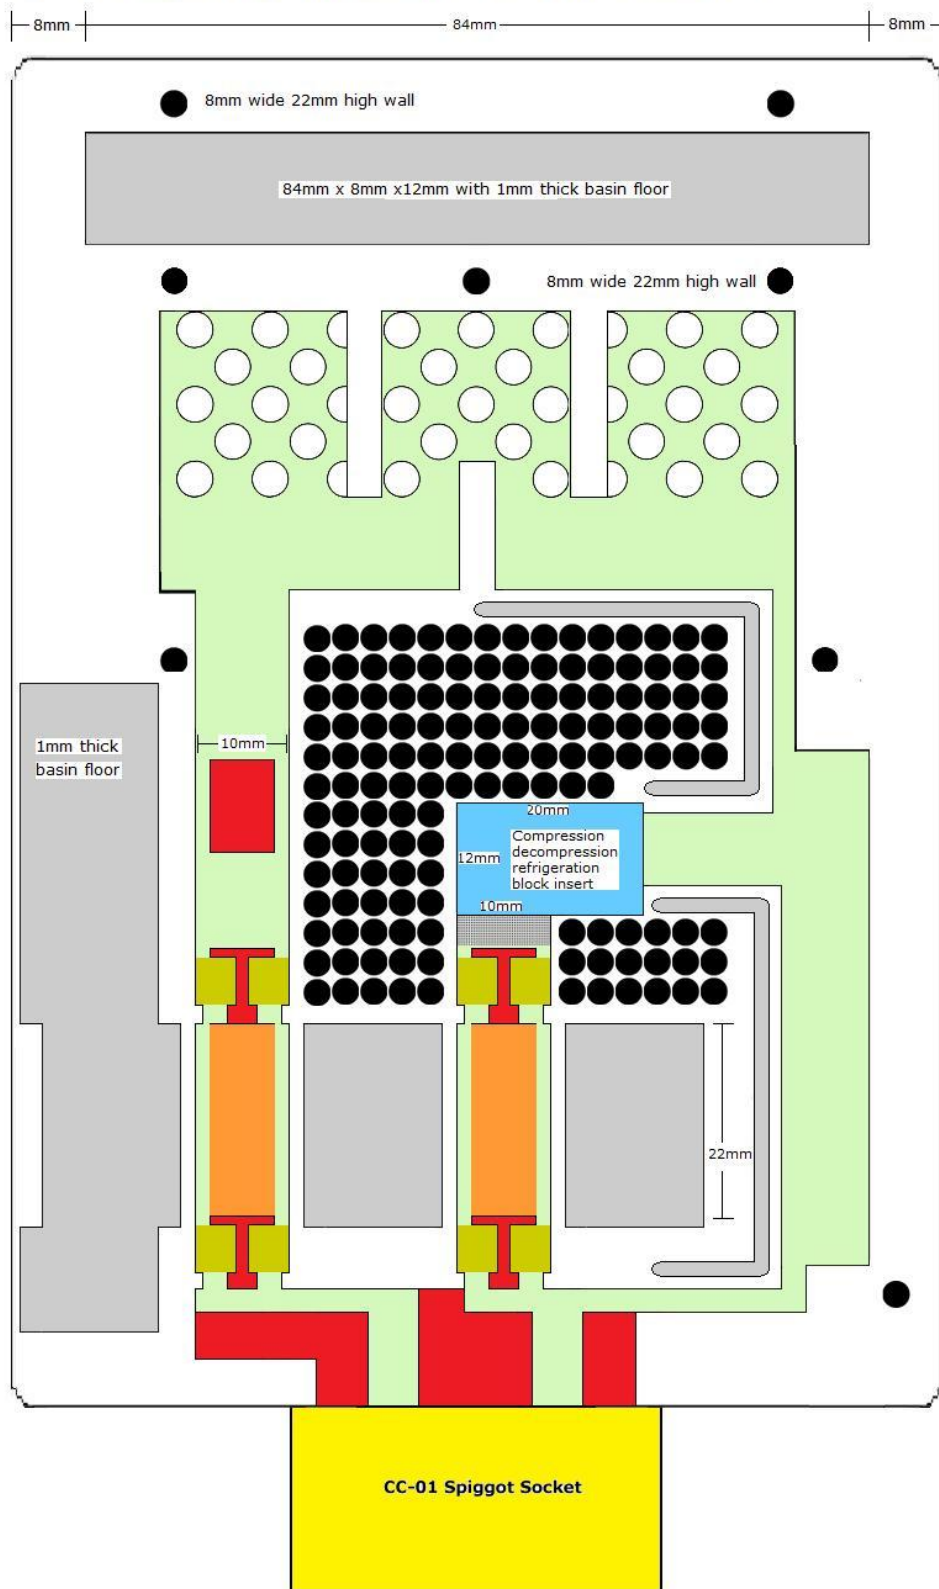 8mm 84mm 8mm
8mm wide 22mm high wall
84mm x 8mm x12mm with 1mm thick basin floor
8mm wide 22mm high wall
1mm thick
basin floor
10mm
20mm
Compression
decompression
refrigeration
block insert
12mm
10mm
22mm
CC-01 Spiggot Socket